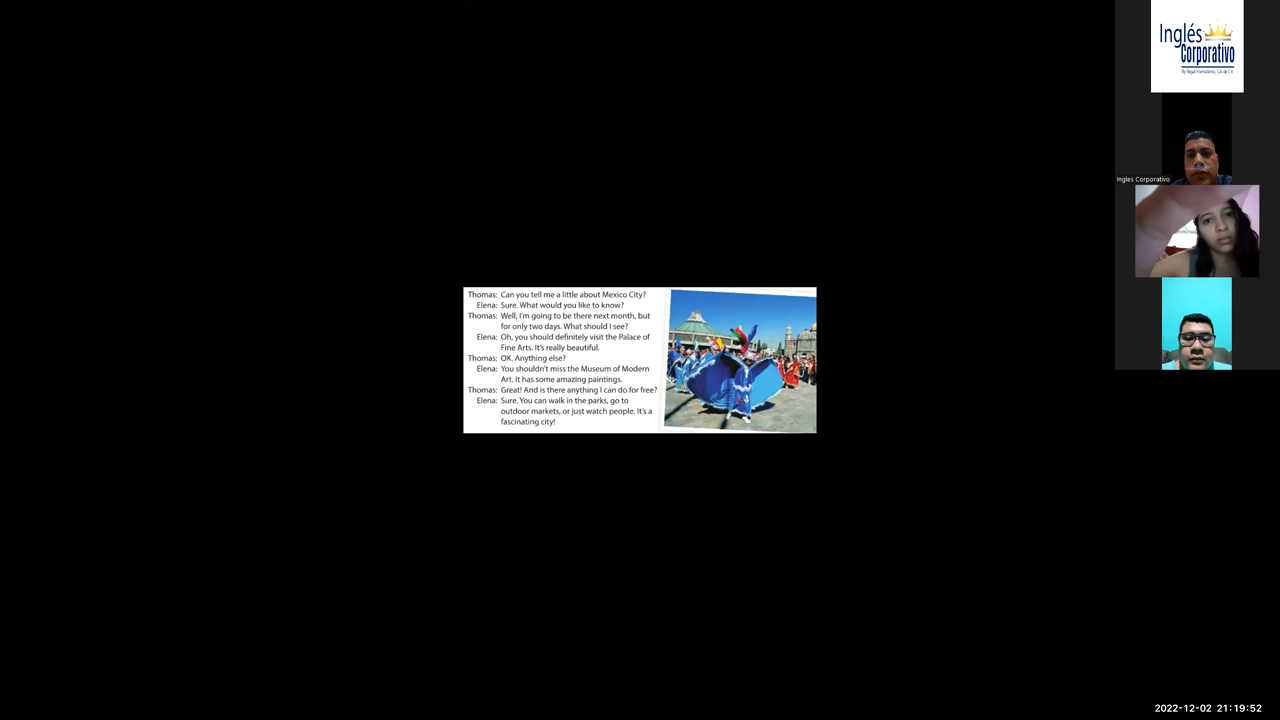 Inglés
Corporativo
By Regal International, S.A. de C.V.
Ingles Corporativo
Thomas: Can you tell me a little about Mexico City?
Elena: Sure. What would you like to know?
Thomas: Well, I'm going to be there next month, but
for only two days. What should I see?
Elena: Oh, you should definitely visit the Palace of
Fine Arts. It's really beautiful.
Thomas: OK. Anything else?
Elena: You shouldn't miss the Museum of Modern
Art. It has some amazing paintings.
Thomas: Great! And is there anything I can do for free?
Elena: Sure. You can walk in the parks, go to
outdoor markets, or just watch people. It's a
fascinating city!
2022-12-02 21:19:52